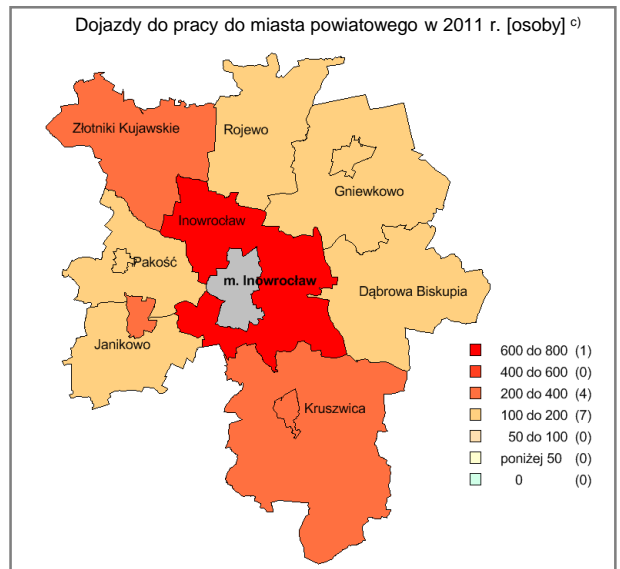 Dojazdy do pracy do miasta powiatowego w 2011 r. [osoby] c)
Złotniki Kujawskie
Rojewo
Gniewkowo
Inowrocław
Pakość
m. Inowrocław
Dąbrowa Biskupia
Janikowo
Kruszwica
600 do 800 (1)
400 do 600 (0)
200 do 400 (4)
100 do 200 (7)
50 do 100 (0)
poniżej 50 (0)
0 (0)